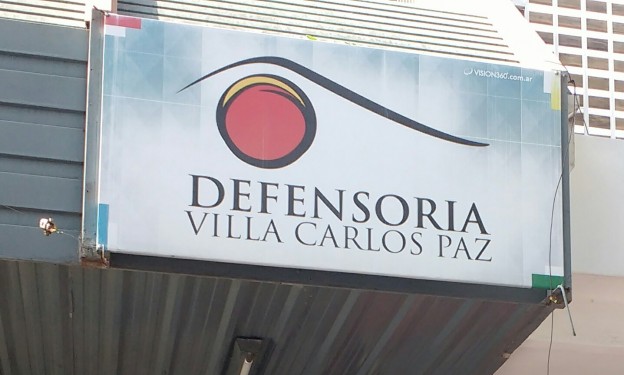 VISION360.com.ar
DEFENSORIA
VILLA CARLOS PAZ